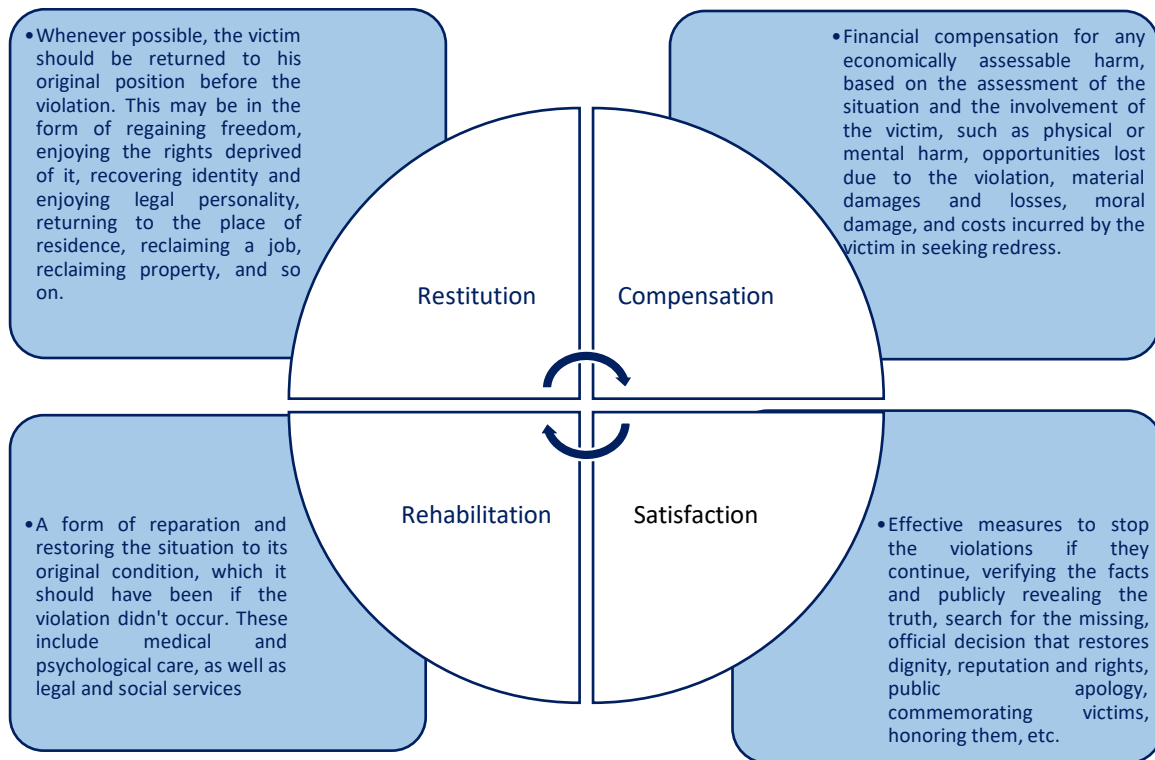 •Whenever possible, the victim
should be returned to his
original position before the
violation. This may be in the
form of regaining freedom,
enjoying the rights deprived
of it, recovering identity and
enjoying legal personality,
returning to the place of
residence, reclaiming a job,
reclaiming property, and so
on.
•Financial compensation for any
economically assessable harm,
based on the assessment of the
situation and the involvement of
the victim, such as physical or
mental harm, opportunities lost
due to the violation, material
damages and losses, moral
damage, and costs incurred by the
victim in seeking redress.
Restitution
Compensation
Rehabilitation
Satisfaction
•A form of reparation and
restoring the situation to its
original condition, which it
should have been if the
violation didn't occur. These
include medical and
psychological care, as well as
legal and social services
•Effective measures to stop
the violations if they
continue, verifying the facts
and publicly revealing the
truth, search for the missing,
official decision that restores
dignity, reputation and rights,
public apology,
commemorating victims,
honoring them, etc.